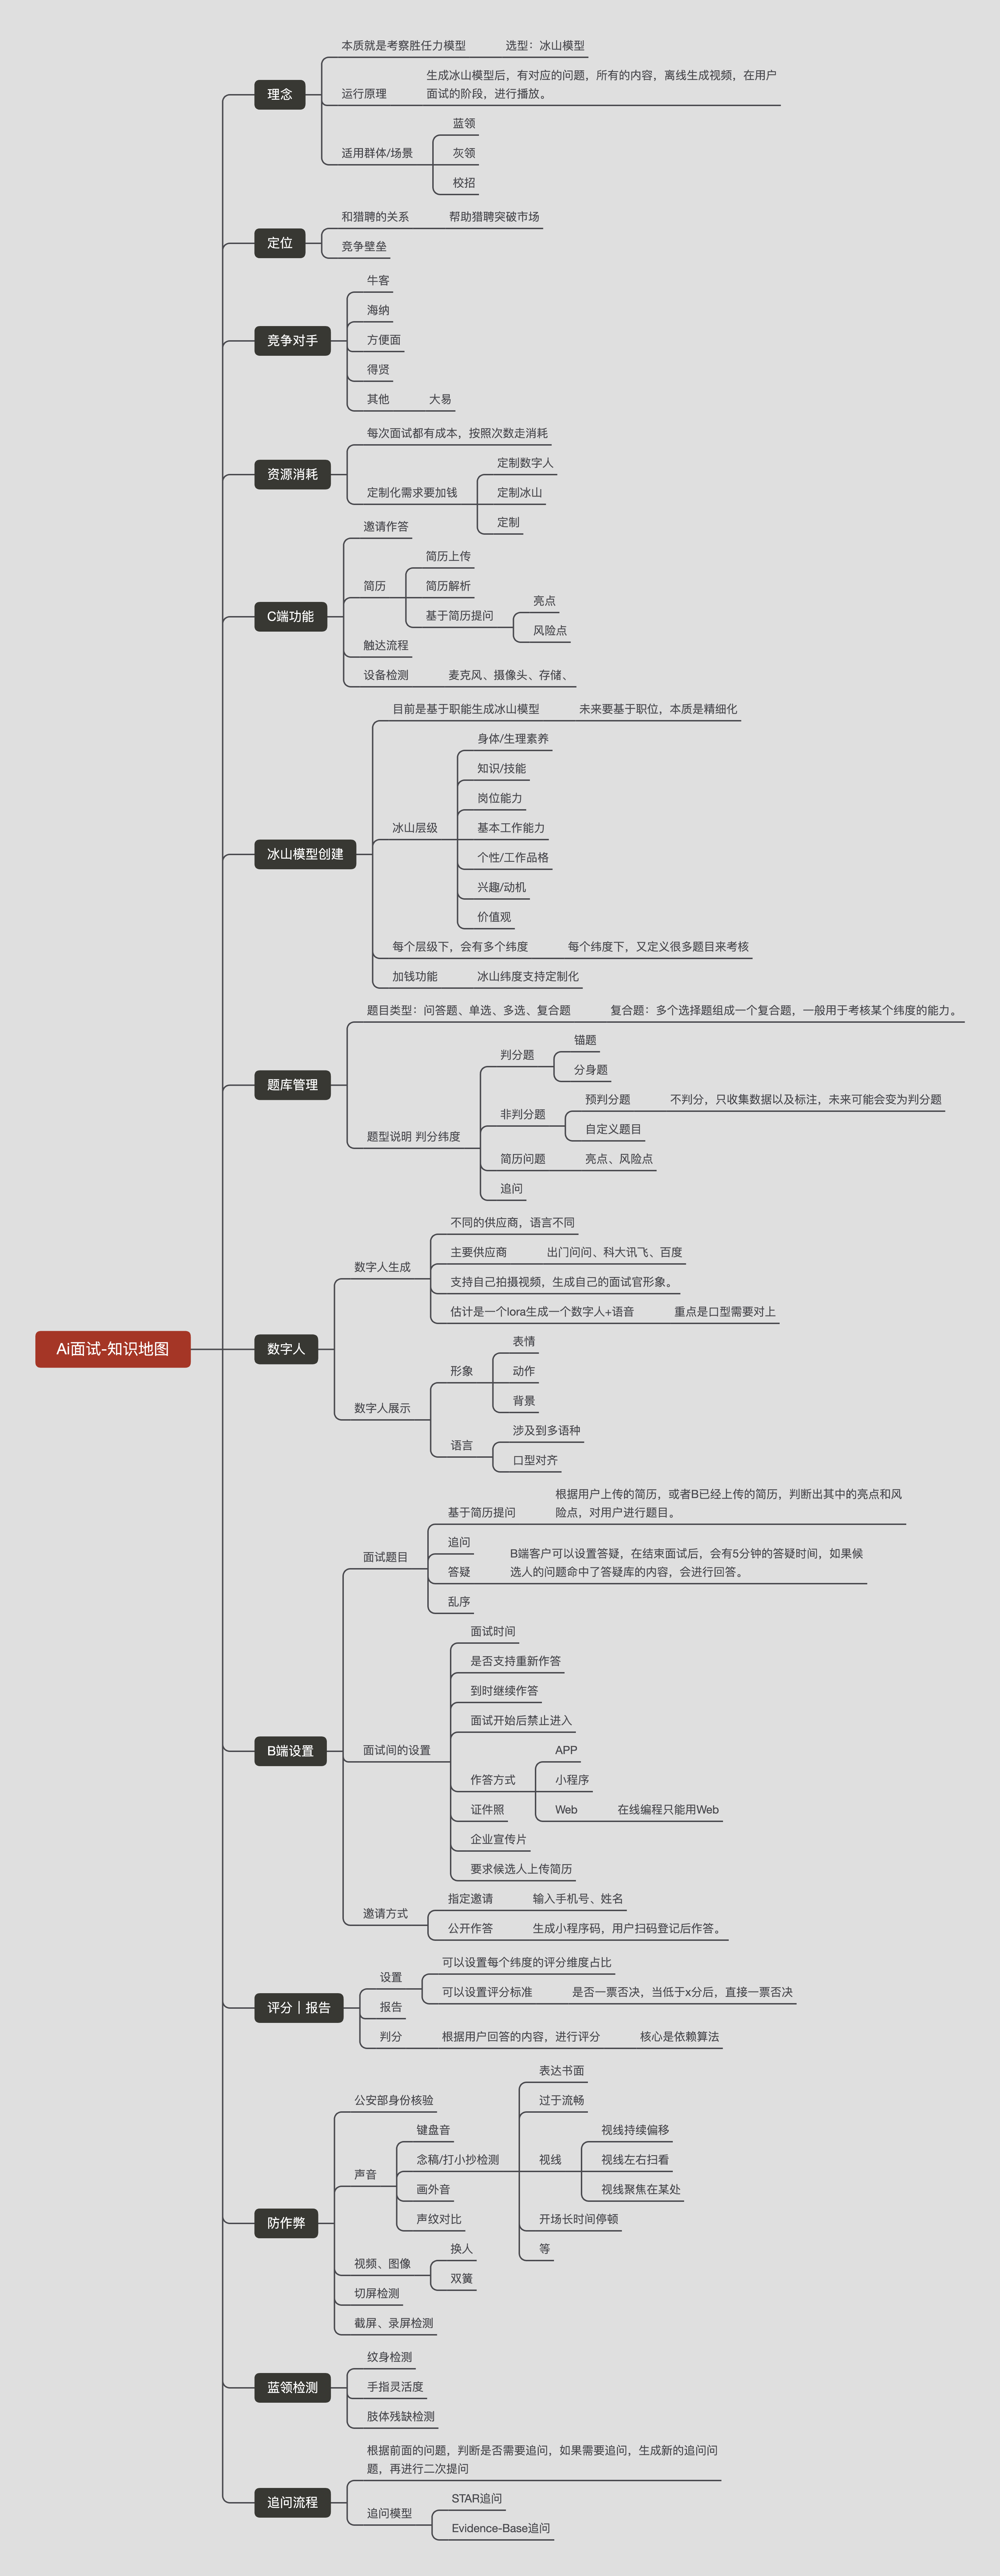 Ai面试-知识地图
理念
本质就是考察胜任力模型
选型：冰山模型
运行原理
生成冰山模型后，有对应的问题，所有的内容，离线生成视频，在用户
面试的阶段，进行播放。
适用群体/场景
蓝领
灰领
校招
定位
和猎聘的关系
帮助猎聘突破市场
竞争壁垒
竞争对手
牛客
海纳
方便面
得贤
其他
大易
资源消耗
每次面试都有成本，按照次数走消耗
定制化需求要加钱
定制数字人
定制冰山
定制
C端功能
邀请作答
简历
简历上传
简历解析
基于简历提问
亮点
风险点
触达流程
设备检测
麦克风、摄像头、存储、
冰山模型创建
目前是基于职能生成冰山模型
未来要基于职位，本质是精细化
冰山层级
身体/生理素养
知识/技能
岗位能力
基本工作能力
个性/工作品格
兴趣/动机
价值观
每个层级下，会有多个纬度
每个纬度下，又定义很多题目来考核
加钱功能
冰山纬度支持定制化
题库管理
题目类型：问答题、单选、多选、复合题
复合题：多个选择题组成一个复合题，一般用于考核某个纬度的能力。
题型说明 判分纬度
判分题
锚题
分身题
非判分题
预判分题
不判分，只收集数据以及标注，未来可能会变为判分题
自定义题目
简历问题
亮点、风险点
追问
数字人
数字人生成
不同的供应商，语言不同
主要供应商
出门问问、科大讯飞、百度
支持自己拍摄视频，生成自己的面试官形象。
估计是一个lora生成一个数字人+语音
重点是口型需要对上
数字人展示
形象
表情
动作
背景
语言
涉及到多语种
口型对齐
B端设置
面试题目
基于简历提问
根据用户上传的简历，或者B已经上传的简历，判断出其中的亮点和风
险点，对用户进行题目。
追问
答疑
B端客户可以设置答疑，在结束面试后，会有5分钟的答疑时间，如果候
选人的问题命中了答疑库的内容，会进行回答。
乱序
面试间的设置
面试时间
是否支持重新作答
到时继续作答
面试开始后禁止进入
作答方式
APP
小程序
Web
在线编程只能用Web
证件照
企业宣传片
要求候选人上传简历
邀请方式
指定邀请
输入手机号、姓名
公开作答
生成小程序码，用户扫码登记后作答。
评分｜报告
设置
可以设置每个纬度的评分维度占比
可以设置评分标准
是否一票否决，当低于x分后，直接一票否决
报告
判分
根据用户回答的内容，进行评分
核心是依赖算法
防作弊
公安部身份核验
声音
键盘音
念稿/打小抄检测
表达书面
过于流畅
视线
视线持续偏移
视线左右扫看
视线聚焦在某处
开场长时间停顿
等
画外音
声纹对比
视频、图像
换人
双簧
切屏检测
截屏、录屏检测
蓝领检测
纹身检测
手指灵活度
肢体残缺检测
追问流程
根据前面的问题，判断是否需要追问，如果需要追问，生成新的追问问
题，再进行二次提问
追问模型
STAR追问
Evidence-Base追问